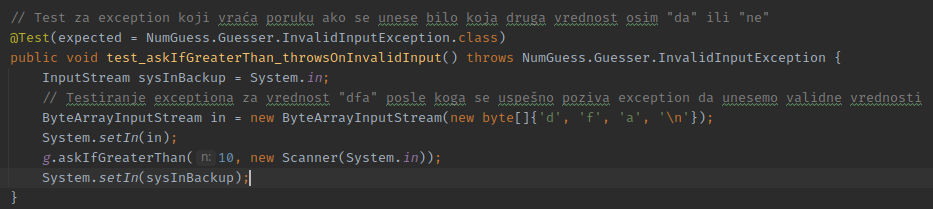 // Test za exception koji vraća poruku ako se unese bilo koja druga vrednost osim "da" ili "ne"
@Test(expected = NumGuess.Guesser.InvalidInputException.class)
public void test_askIfGreaterThan_throwsOnInvalidInput() throws NumGuess.Guesser.InvalidInputException {
    InputStream sysInBackup = System.in;
    // Testiranje exceptiona za vrednost "dfa" posle koga se uspešno poziva exception da unesemo validne vrednosti
    ByteArrayInputStream in = new ByteArrayInputStream(new byte[]{'d', 'f', 'a', '\n'});
    System.setIn(in);
    g.askIfGreaterThan( n: 10, new Scanner(System.in));
    System.setIn(sysInBackup);
}